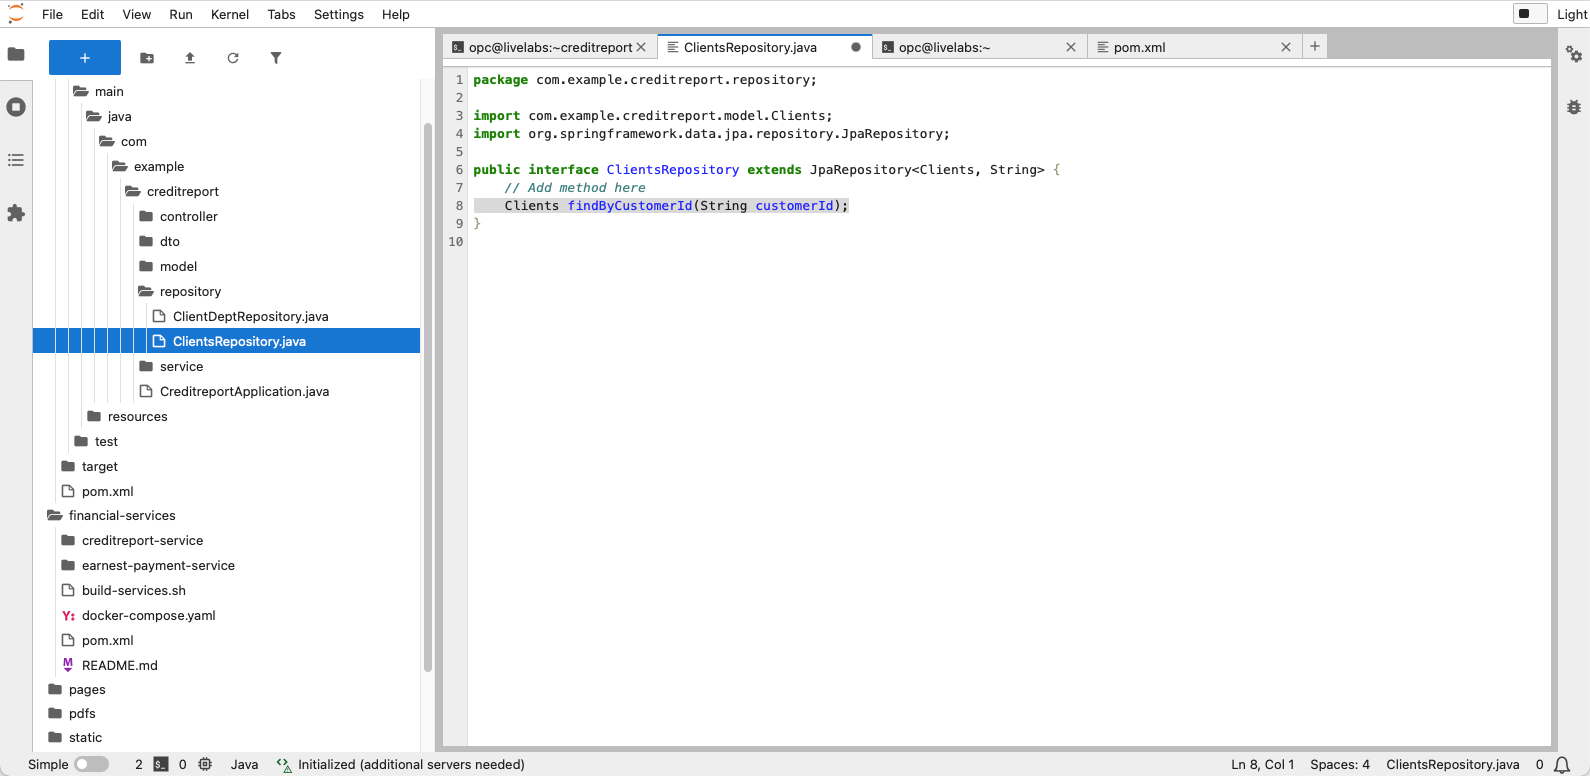 File Edit View Run Kernel Tabs Settings Help
Light
+
main
java
com
example
creditreport
controller
dto
model
repository
ClientDeptRepository.java
ClientsRepository.java
service
CreditreportApplication.java
resources
test
target
pom.xml
financial-services
creditreport-service
earnest-payment-service
build-services.sh
Y: docker-compose.yaml
pom.xml
M README.md
pages
pdfs
static
$_ opc@livelabs:~creditreport
ClientsRepository.java
$_ opc@livelabs:~
pom.xml
+
1 package com.example.creditreport.repository;
2
3 import com.example.creditreport.model.Clients;
4 import org.springframework.data.jpa.repository.JpaRepository;
5
6 public interface ClientsRepository extends JpaRepository<Clients, String> {
7     // Add method here
8     Clients findByCustomerId(String customerId);
9 }
10
Simple 2 $_ 0 Java Initialized (additional servers needed) Ln 8, Col 1 Spaces: 4 ClientsRepository.java 0